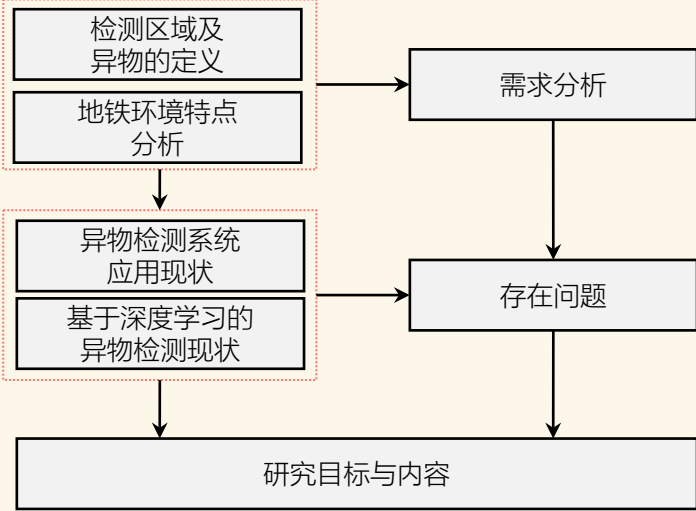 检测区域及
异物的定义
地铁环境特点
分析
需求分析
异物检测系统
应用现状
基于深度学习的
异物检测现状
存在问题
研究目标与内容